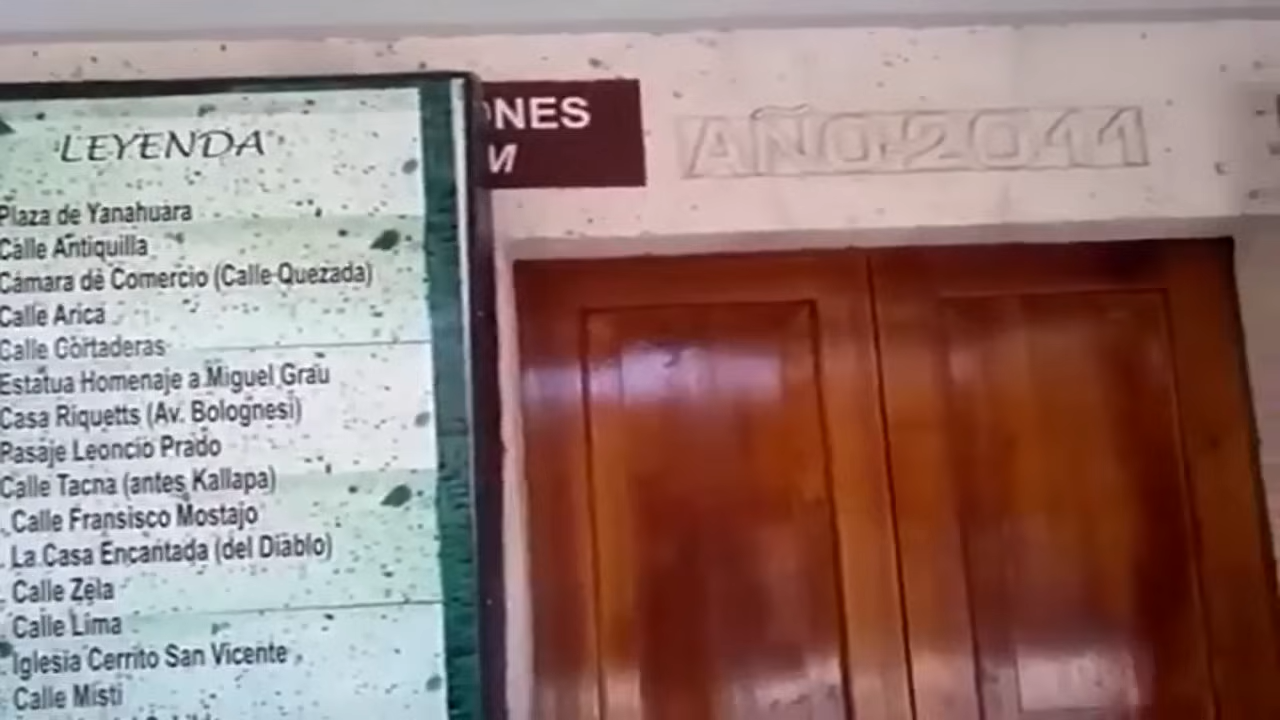 LEYENDA
Plaza de Yanahuara
Calle Antiquilla
Cámara de Comercio (Calle Quezada)
Calle Arica
Calle Cortaderas
Estatua Homenaje a Miguel Grau
Casa Riquetts (Av. Bolognesi)
Pasaje Leoncio Prado
Calle Tacna (antes Kallapa)
. Calle Fransisco Mostajo
. La Casa Encantada (del Diablo)
. Calle Zela
. Calle Lima
. Iglesia Cerrito San Vicente
. Calle Misti
ONES
M
AÑO 2011